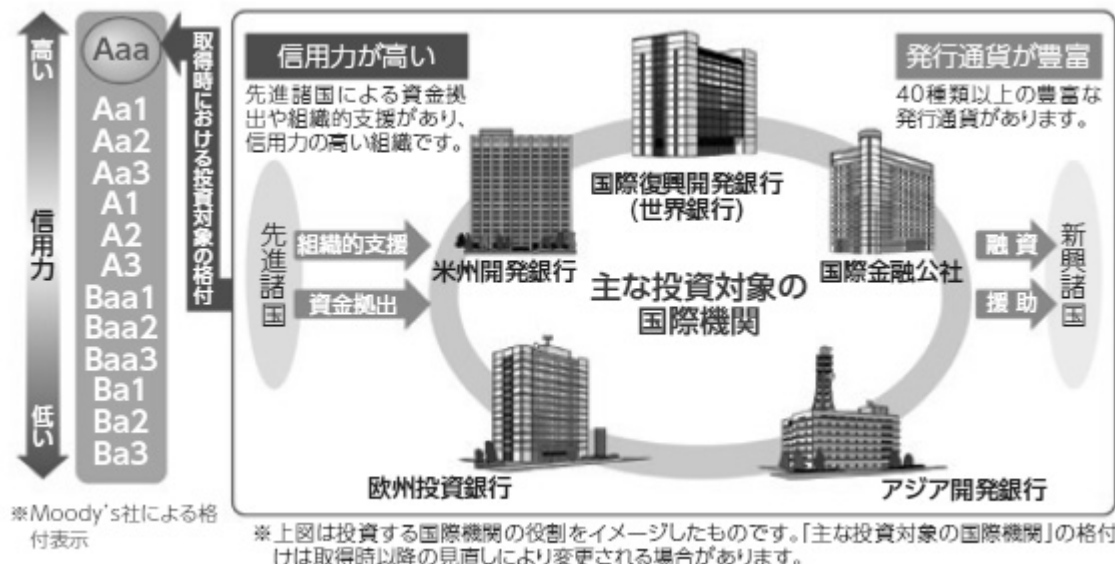 高い
信用力
低い
Aaa
Aa1
Aa2
Aa3
A1
A2
A3
Baa1
Baa2
Baa3
Ba1
Ba2
Ba3
※Moody's社による格
付表示
取得時における投資対象の格付
信用力が高い
先進諸国による資金拠
出や組織的支援があり、
信用力の高い組織です。
発行通貨が豊富
40種類以上の豊富な
発行通貨があります。
国際復興開発銀行
(世界銀行)
米州開発銀行
国際金融公社
先進諸国
組織的支援
資金拠出
主な投資対象の
国際機関
融資
援助
新興諸国
欧州投資銀行
アジア開発銀行
※上図は投資する国際機関の役割をイメージしたものです。「主な投資対象の国際機関」の格付
けは取得時以降の見直しにより変更される場合があります。